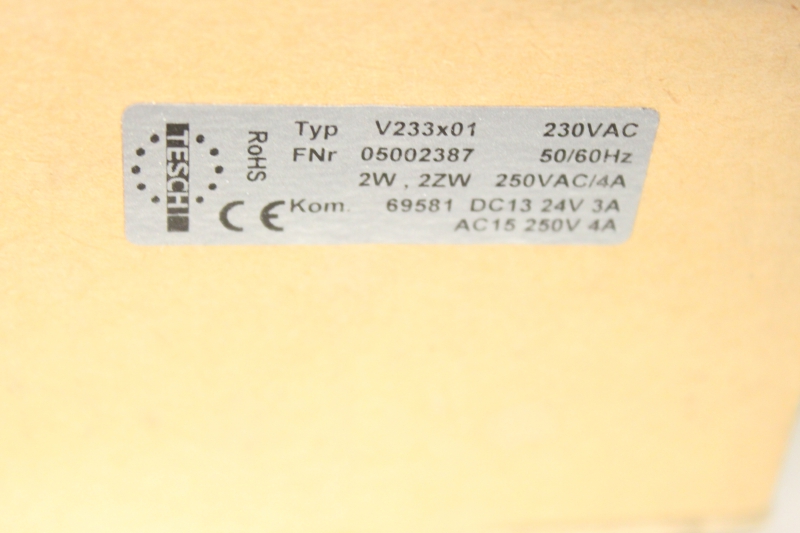 TESCH
RoHS
CE
Typ V233x01 230VAC
FNr 05002387 50/60Hz
2W , 2ZW 250VAC/4A
Kom. 69581 DC13 24V 3A
AC15 250V 4A